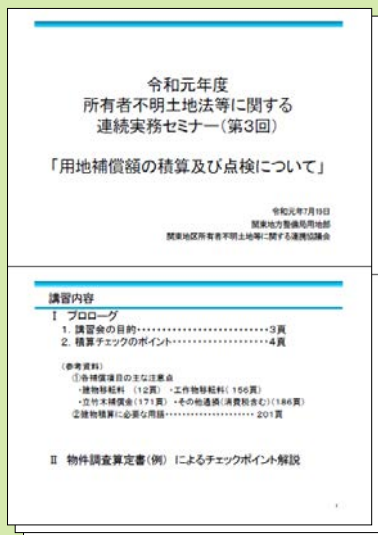 令和元年度
所有者不明土地法等に関する
連続実務セミナー(第3回)
「用地補償額の積算及び点検について」
令和元年7月19日
関東地方整備局用地部
関東地区所有者不明土地等に関する連携協議会
講習内容
Ⅰ プロローグ
1. 講習会の目的・・・・・・・・・・・・・・・・・・・・・・・・・・3頁
2. 積算チェックのポイント・・・・・・・・・・・・・・・・・・・4頁
(参考資料)
①各補償項目の主な注意点
・建物移転料 (12頁) ・工作物移転料(156頁)
・立竹木補償金(171頁) ・その他通損(消費税含む)(186頁)
②建物積算に必要な用語・・・・・・・・・・・・・・・・・ 201頁
Ⅱ 物件調査算定書(例) によるチェックポイント解説